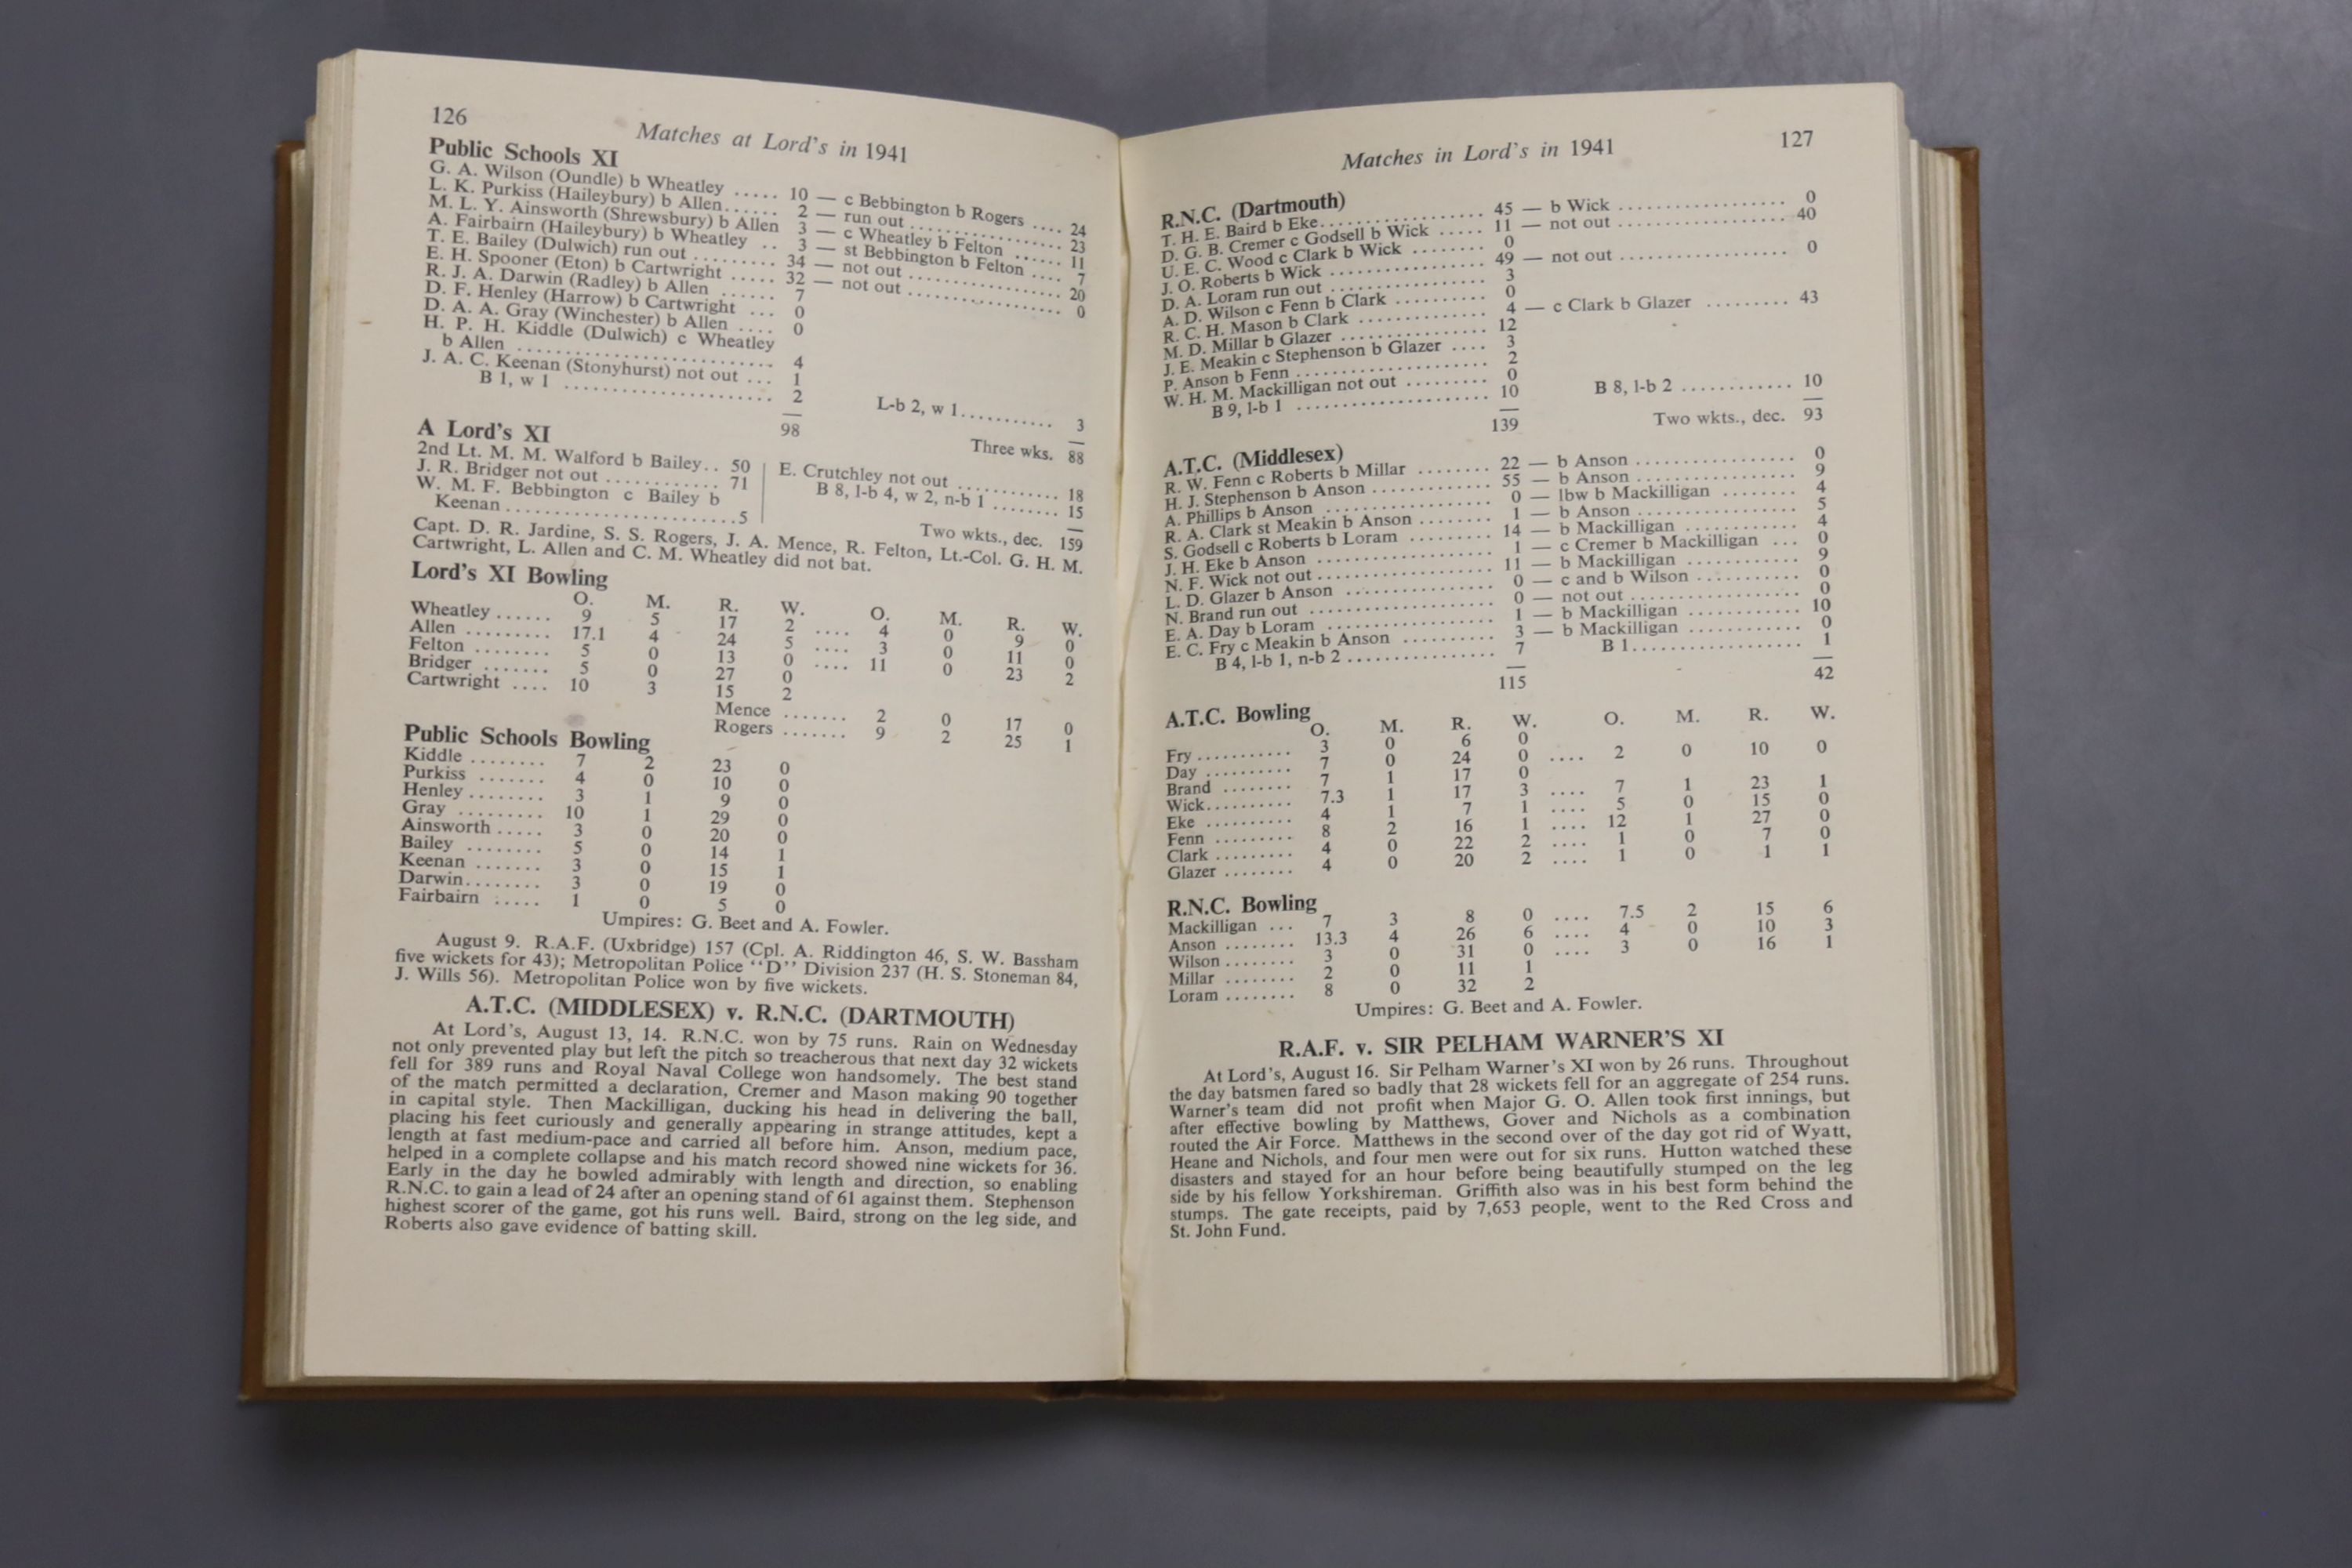 126
Matches at Lord's in 1941
Public Schools XI
G. A. Wilson (Oundle) b Wheatley ..... 10 — c Bebbington b Rogers .... 24
L. K. Purkiss (Haileybury) b Allen...... 2 — run out .................. 23
M. L. Y. Ainsworth (Shrewsbury) b Allen 3 — c Wheatley b Felton ...... 11
A. Fairbairn (Haileybury) b Wheatley .. 3 — st Bebbington b Felton .... 7
T. E. Bailey (Dulwich) run out ......... 34 — not out .................. 20
E. H. Spooner (Eton) b Cartwright ..... 32 — not out .................. 0
R. J. A. Darwin (Radley) b Allen ...... 7
D. F. Henley (Harrow) b Cartwright ... 0
D. A. A. Gray (Winchester) b Allen .... 0
H. P. H. Kiddle (Dulwich) c Wheatley
b Allen .......................... 4
J. A. C. Keenan (Stonyhurst) not out ... 1
B 1, w 1 ..................... 2 L-b 2, w 1........... 3
98 Three wks. 88
A Lord's XI
2nd Lt. M. M. Walford b Bailey.. 50
J. R. Bridger not out ............ 71
W. M. F. Bebbington c Bailey b
Keenan ........................5
E. Crutchley not out ............ 18
B 8, l-b 4, w 2, n-b 1 ........ 15
Two wkts., dec. 159
Capt. D. R. Jardine, S. S. Rogers, J. A. Mence, R. Felton, Lt.-Col. G. H. M.
Cartwright, L. Allen and C. M. Wheatley did not bat.
Lord's XI Bowling
O. M. R. W. O. M. R. W.
Wheatley ...... 9 5 17 2 .... 4 0 9 0
Allen ......... 17.1 4 24 5 .... 3 0 11 0
Felton ........ 5 0 13 0 .... 11 0 23 2
Bridger ....... 5 0 27 0
Cartwright .... 10 3 15 2
Mence ....... 2 0 17 0
Rogers ....... 9 2 25 1
Public Schools Bowling
Kiddle ........ 7 2 23 0
Purkiss ....... 4 0 10 0
Henley ........ 3 1 9 0
Gray ......... 10 1 29 0
Ainsworth ..... 3 0 20 0
Bailey ........ 5 0 14 1
Keenan ....... 3 0 15 1
Darwin........ 3 0 19 0
Fairbairn ..... 1 0 5 0
Umpires: G. Beet and A. Fowler.
August 9. R.A.F. (Uxbridge) 157 (Cpl. A. Riddington 46, S. W. Bassham
five wickets for 43); Metropolitan Police "D" Division 237 (H. S. Stoneman 84,
J. Wills 56). Metropolitan Police won by five wickets.
A.T.C. (MIDDLESEX) v. R.N.C. (DARTMOUTH)
At Lord's, August 13, 14. R.N.C. won by 75 runs. Rain on Wednesday
not only prevented play but left the pitch so treacherous that next day 32 wickets
fell for 389 runs and Royal Naval College won handsomely. The best stand
of the match permitted a declaration, Cremer and Mason making 90 together
in capital style. Then Mackilligan, ducking his head in delivering the ball,
placing his feet curiously and generally appearing in strange attitudes, kept a
length at fast medium-pace and carried all before him. Anson, medium pace,
helped in a complete collapse and his match record showed nine wickets for 36.
Early in the day he bowled admirably with length and direction, so enabling
R.N.C. to gain a lead of 24 after an opening stand of 61 against them. Stephenson
highest scorer of the game, got his runs well. Baird, strong on the leg side, and
Roberts also gave evidence of batting skill.
Matches in Lord's in 1941
127
R.N.C. (Dartmouth)
T. H. E. Baird b Eke.................. 45 — b Wick .................. 0
D. G. B. Cremer c Godsell b Wick ..... 11 — not out .................. 40
U. E. C. Wood c Clark b Wick ........ 0
J. O. Roberts b Wick ................. 49 — not out .................. 0
D. A. Loram run out ................. 3
A. D. Wilson c Fenn b Clark .......... 0
R. C. H. Mason b Clark .............. 4 — c Clark b Glazer ......... 43
M. D. Millar b Glazer ................ 12
J. E. Meakin c Stephenson b Glazer .... 3
P. Anson b Fenn ..................... 2
W. H. M. Mackilligan not out ......... 0
B 9, l-b 1 ..................... 10 B 8, l-b 2 ............ 10
139 Two wkts., dec. 93
A.T.C. (Middlesex)
R. W. Fenn c Roberts b Millar ........ 22 — b Anson ................. 0
H. J. Stephenson b Anson ............. 55 — b Anson ................. 9
A. Phillips b Anson .................. 0 — lbw b Mackilligan ........ 4
R. A. Clark st Meakin b Anson ........ 1 — b Anson ................. 5
S. Godsell c Roberts b Loram ......... 14 — b Mackilligan ............ 4
J. H. Eke b Anson ................... 1 — c Cremer b Mackilligan ... 0
N. F. Wick not out ................... 11 — b Mackilligan ............ 9
L. D. Glazer b Anson ................ 0 — c and b Wilson ........... 0
N. Brand run out .................... 0 — not out .................. 0
E. A. Day b Loram .................. 1 — b Mackilligan ............ 10
E. C. Fry c Meakin b Anson .......... 3 — b Mackilligan ............ 0
B 4, l-b 1, n-b 2 ................ 7 B 1.................. 1
115 42
A.T.C. Bowling
O. M. R. W. O. M. R. W.
Fry ........... 3 0 6 0
Day .......... 7 0 24 0 .... 2 0 10 0
Brand ........ 7 1 17 0
Wick.......... 7.3 1 17 3 .... 7 1 23 1
Eke .......... 4 1 7 1 .... 5 0 15 0
Fenn ......... 8 2 16 1 .... 12 1 27 0
Clark ......... 4 0 22 2 .... 1 0 7 0
Glazer ........ 4 0 20 2 .... 1 0 1 1
R.N.C. Bowling
Mackilligan ... 7 3 8 0 .... 7.5 2 15 6
Anson ........ 13.3 4 26 6 .... 4 0 10 3
Wilson ........ 3 0 31 0 .... 3 0 16 1
Millar ........ 2 0 11 1
Loram ........ 8 0 32 2
Umpires: G. Beet and A. Fowler.
R.A.F. v. SIR PELHAM WARNER'S XI
At Lord's, August 16. Sir Pelham Warner's XI won by 26 runs. Throughout
the day batsmen fared so badly that 28 wickets fell for an aggregate of 254 runs.
Warner's team did not profit when Major G. O. Allen took first innings, but
after effective bowling by Matthews, Gover and Nichols as a combination
routed the Air Force. Matthews in the second over of the day got rid of Wyatt,
Heane and Nichols, and four men were out for six runs. Hutton watched these
disasters and stayed for an hour before being beautifully stumped on the leg
side by his fellow Yorkshireman. Griffith also was in his best form behind the
stumps. The gate receipts, paid by 7,653 people, went to the Red Cross and
St. John Fund.